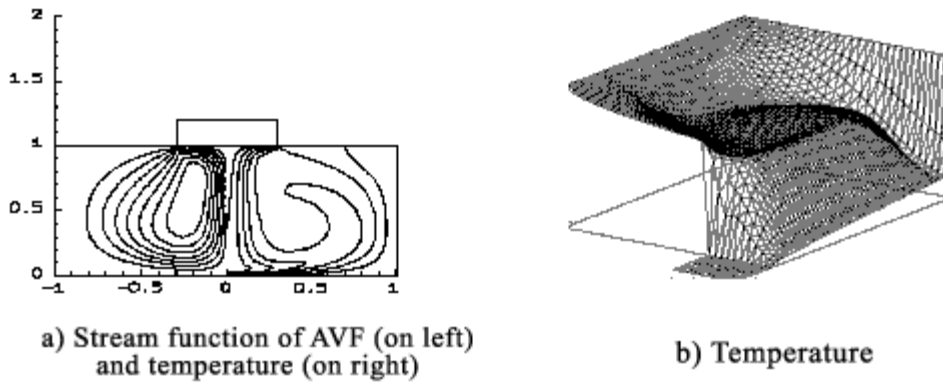 2
1.5
1
0.5
0
-1 -0.5 0 0.5 1
a) Stream function of AVF (on left)
and temperature (on right)
b) Temperature